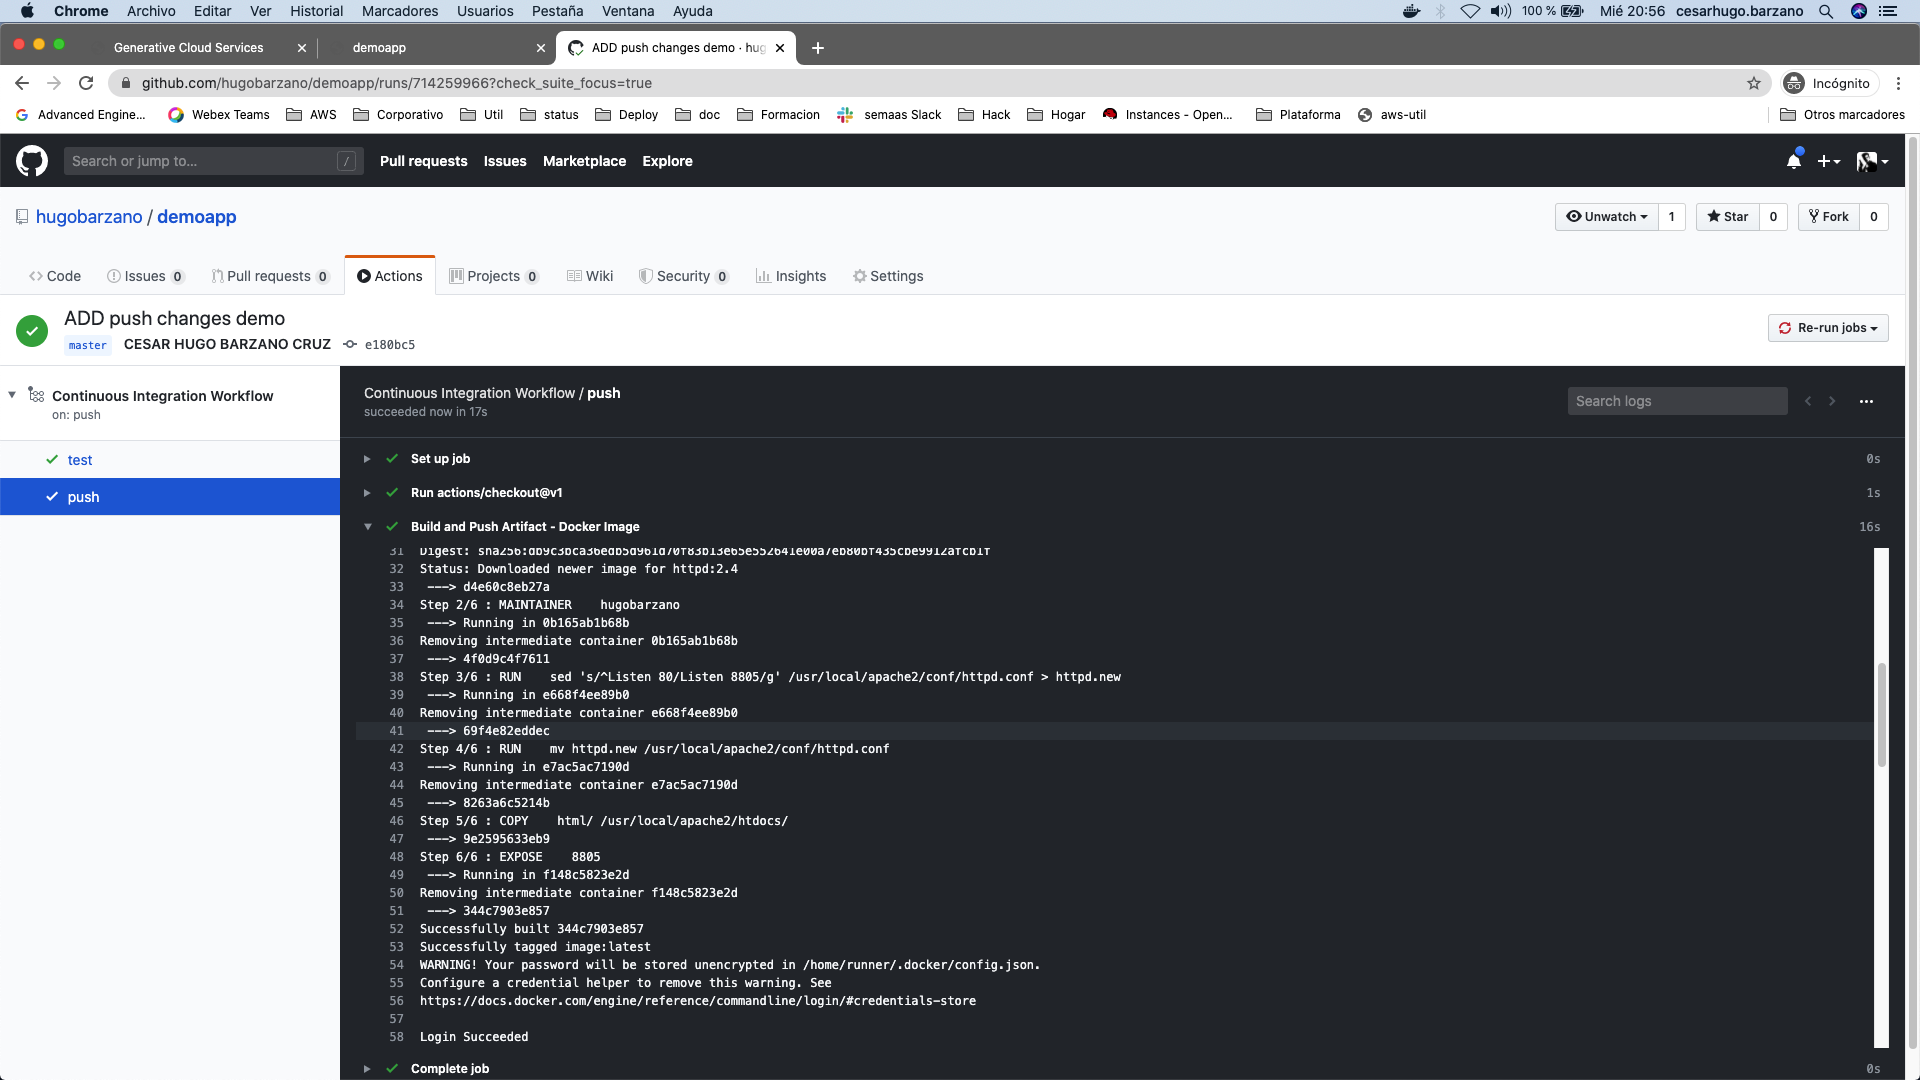 Chrome Archivo Editar Ver Historial Marcadores Usuarios Pestaña Ventana Ayuda 100 % Mié 20:56 cesarhugo.barzano
Generative Cloud Services demoapp ADD push changes demo · hug
github.com/hugobarzano/demoapp/runs/714259966?check_suite_focus=true Incógnito
Advanced Engine... Webex Teams AWS Corporativo Util status Deploy doc Formacion semaas Slack Hack Hogar Instances - Open... Plataforma aws-util Otros marcadores
Search or jump to... / Pull requests Issues Marketplace Explore
hugobarzano / demoapp Unwatch 1 Star 0 Fork 0
Code Issues 0 Pull requests 0 Actions Projects 0 Wiki Security 0 Insights Settings
ADD push changes demo
master CESAR HUGO BARZANO CRUZ e180bc5 Re-run jobs
Continuous Integration Workflow
on: push
test
push
Continuous Integration Workflow / push
succeeded now in 17s
Search logs
Set up job 0s
Run actions/checkout@v1 1s
Build and Push Artifact - Docker Image 16s
31 Digest: sha256:db9c3bca36edb5d961d70f83b13e65e552641e00a7eb80bf435cbe9912afcb1f
32 Status: Downloaded newer image for httpd:2.4
33 ---> d4e60c8eb27a
34 Step 2/6 : MAINTAINER hugobarzano
35 ---> Running in 0b165ab1b68b
36 Removing intermediate container 0b165ab1b68b
37 ---> 4f0d9c4f7611
38 Step 3/6 : RUN sed 's/^Listen 80/Listen 8805/g' /usr/local/apache2/conf/httpd.conf > httpd.new
39 ---> Running in e668f4ee89b0
40 Removing intermediate container e668f4ee89b0
41 ---> 69f4e82eddec
42 Step 4/6 : RUN mv httpd.new /usr/local/apache2/conf/httpd.conf
43 ---> Running in e7ac5ac7190d
44 Removing intermediate container e7ac5ac7190d
45 ---> 8263a6c5214b
46 Step 5/6 : COPY html/ /usr/local/apache2/htdocs/
47 ---> 9e2595633eb9
48 Step 6/6 : EXPOSE 8805
49 ---> Running in f148c5823e2d
50 Removing intermediate container f148c5823e2d
51 ---> 344c7903e857
52 Successfully built 344c7903e857
53 Successfully tagged image:latest
54 WARNING! Your password will be stored unencrypted in /home/runner/.docker/config.json.
55 Configure a credential helper to remove this warning. See
56 https://docs.docker.com/engine/reference/commandline/login/#credentials-store
57
58 Login Succeeded
Complete job 0s